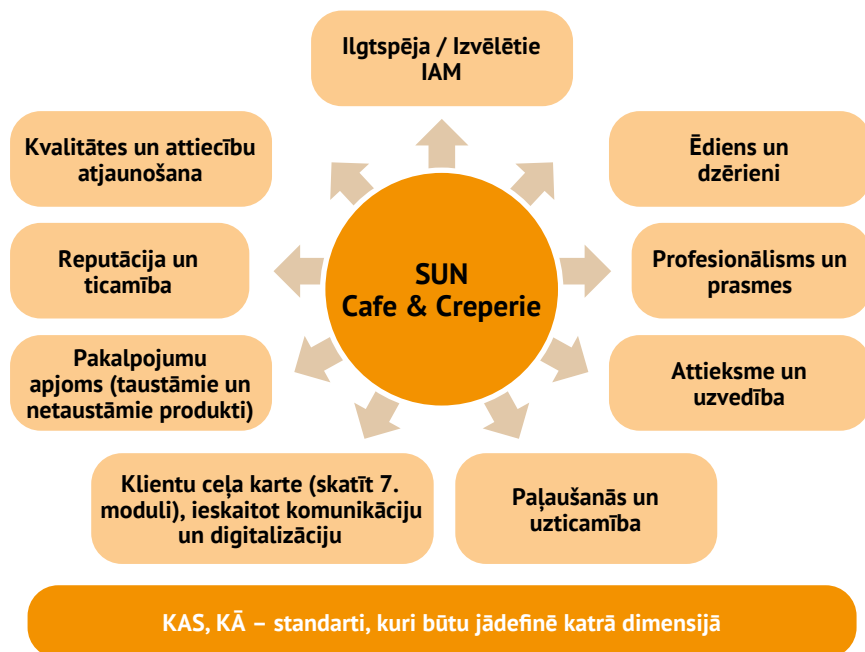 Ilgtspēja / Izvēlētie
IAM
Kvalitātes un attiecību
atjaunošana
Ēdiens un
dzērieni
Reputācija un
ticamība
SUN
Cafe & Creperie
Profesionālisms un
prasmes
Pakalpojumu
apjoms (taustāmie un
netaustāmie produkti)
Attieksme un
uzvedība
Klientu ceļa karte (skatīt 7.
moduli), ieskaitot komunikāciju
un digitalizāciju
Paļaušanās un
uzticamība
KAS, KĀ – standarti, kuri būtu jādefinē katrā dimensijā